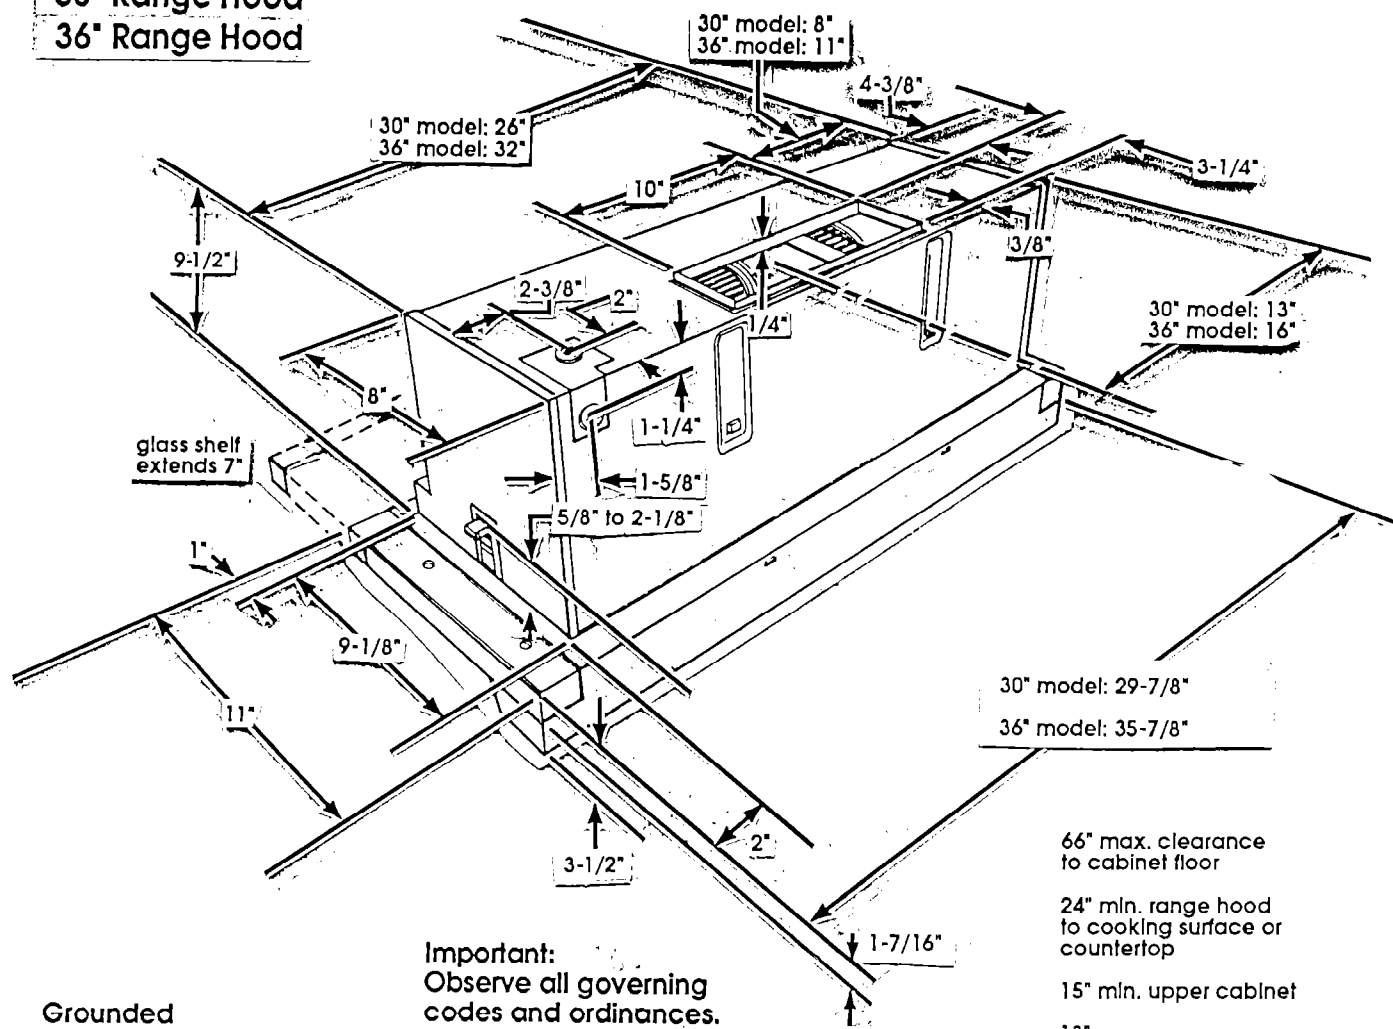 36" Range Hood
30" model: 8"
36" model: 11"
4-3/8"
30" model: 26"
36" model: 32"
3-1/4"
10"
3/8"
9-1/2"
2-3/8"
2"
1/4"
30" model: 13"
36" model: 16"
8"
1-1/4"
glass shelf
extends 7"
1-5/8"
5/8" to 2-1/8"
1"
9-1/8"
11"
30" model: 29-7/8"
36" model: 35-7/8"
2"
3-1/2"
66" max. clearance
to cabinet floor
24" min. range hood
to cooking surface or
countertop
1-7/16"
15" min. upper cabinet
Important:
Observe all governing
codes and ordinances.
Grounded